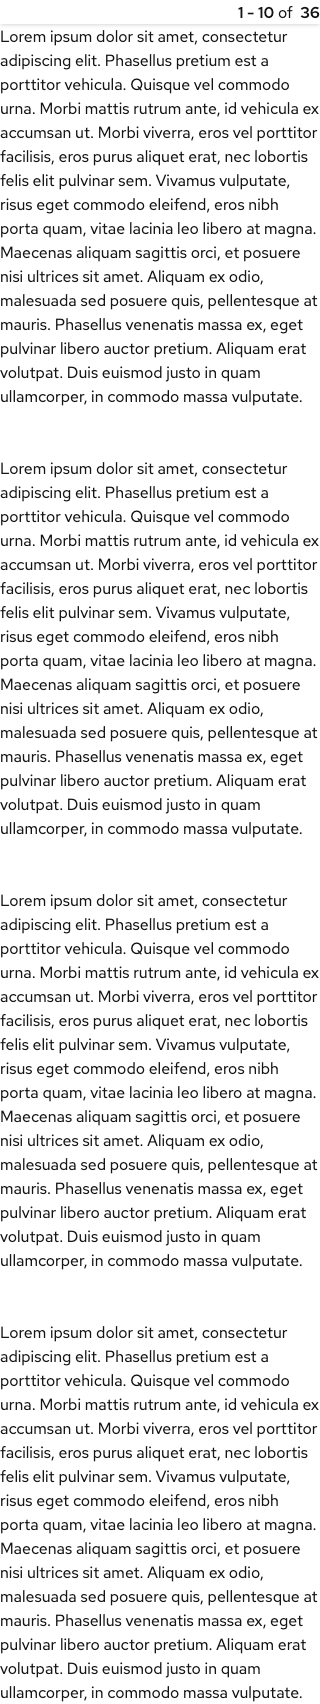 1 - 10 of 36
Lorem ipsum dolor sit amet, consectetur
adipiscing elit. Phasellus pretium est a
porttitor vehicula. Quisque vel commodo
urna. Morbi mattis rutrum ante, id vehicula ex
accumsan ut. Morbi viverra, eros vel porttitor
facilisis, eros purus aliquet erat, nec lobortis
felis elit pulvinar sem. Vivamus vulputate,
risus eget commodo eleifend, eros nibh
porta quam, vitae lacinia leo libero at magna.
Maecenas aliquam sagittis orci, et posuere
nisi ultrices sit amet. Aliquam ex odio,
malesuada sed posuere quis, pellentesque at
mauris. Phasellus venenatis massa ex, eget
pulvinar libero auctor pretium. Aliquam erat
volutpat. Duis euismod justo in quam
ullamcorper, in commodo massa vulputate.
Lorem ipsum dolor sit amet, consectetur
adipiscing elit. Phasellus pretium est a
porttitor vehicula. Quisque vel commodo
urna. Morbi mattis rutrum ante, id vehicula ex
accumsan ut. Morbi viverra, eros vel porttitor
facilisis, eros purus aliquet erat, nec lobortis
felis elit pulvinar sem. Vivamus vulputate,
risus eget commodo eleifend, eros nibh
porta quam, vitae lacinia leo libero at magna.
Maecenas aliquam sagittis orci, et posuere
nisi ultrices sit amet. Aliquam ex odio,
malesuada sed posuere quis, pellentesque at
mauris. Phasellus venenatis massa ex, eget
pulvinar libero auctor pretium. Aliquam erat
volutpat. Duis euismod justo in quam
ullamcorper, in commodo massa vulputate.
Lorem ipsum dolor sit amet, consectetur
adipiscing elit. Phasellus pretium est a
porttitor vehicula. Quisque vel commodo
urna. Morbi mattis rutrum ante, id vehicula ex
accumsan ut. Morbi viverra, eros vel porttitor
facilisis, eros purus aliquet erat, nec lobortis
felis elit pulvinar sem. Vivamus vulputate,
risus eget commodo eleifend, eros nibh
porta quam, vitae lacinia leo libero at magna.
Maecenas aliquam sagittis orci, et posuere
nisi ultrices sit amet. Aliquam ex odio,
malesuada sed posuere quis, pellentesque at
mauris. Phasellus venenatis massa ex, eget
pulvinar libero auctor pretium. Aliquam erat
volutpat. Duis euismod justo in quam
ullamcorper, in commodo massa vulputate.
Lorem ipsum dolor sit amet, consectetur
adipiscing elit. Phasellus pretium est a
porttitor vehicula. Quisque vel commodo
urna. Morbi mattis rutrum ante, id vehicula ex
accumsan ut. Morbi viverra, eros vel porttitor
facilisis, eros purus aliquet erat, nec lobortis
felis elit pulvinar sem. Vivamus vulputate,
risus eget commodo eleifend, eros nibh
porta quam, vitae lacinia leo libero at magna.
Maecenas aliquam sagittis orci, et posuere
nisi ultrices sit amet. Aliquam ex odio,
malesuada sed posuere quis, pellentesque at
mauris. Phasellus venenatis massa ex, eget
pulvinar libero auctor pretium. Aliquam erat
volutpat. Duis euismod justo in quam
ullamcorper, in commodo massa vulputate.